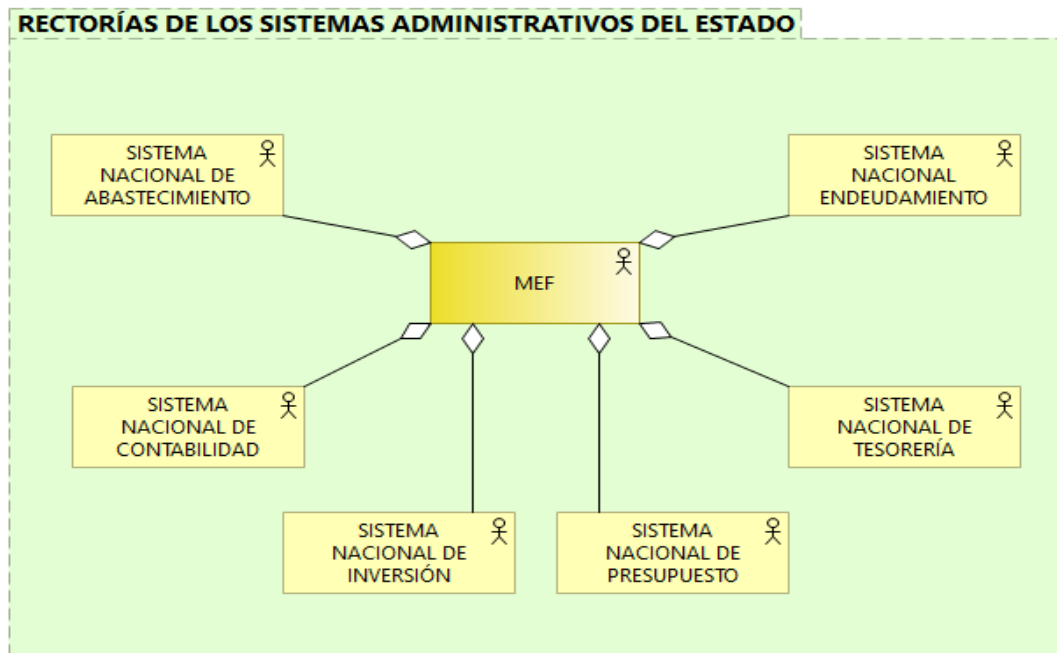 RECTORÍAS DE LOS SISTEMAS ADMINISTRATIVOS DEL ESTADO
SISTEMA
NACIONAL DE
ABASTECIMIENTO
SISTEMA
NACIONAL
ENDEUDAMIENTO
MEF
SISTEMA
NACIONAL DE
CONTABILIDAD
SISTEMA
NACIONAL DE
TESORERÍA
SISTEMA
NACIONAL DE
INVERSIÓN
SISTEMA
NACIONAL DE
PRESUPUESTO